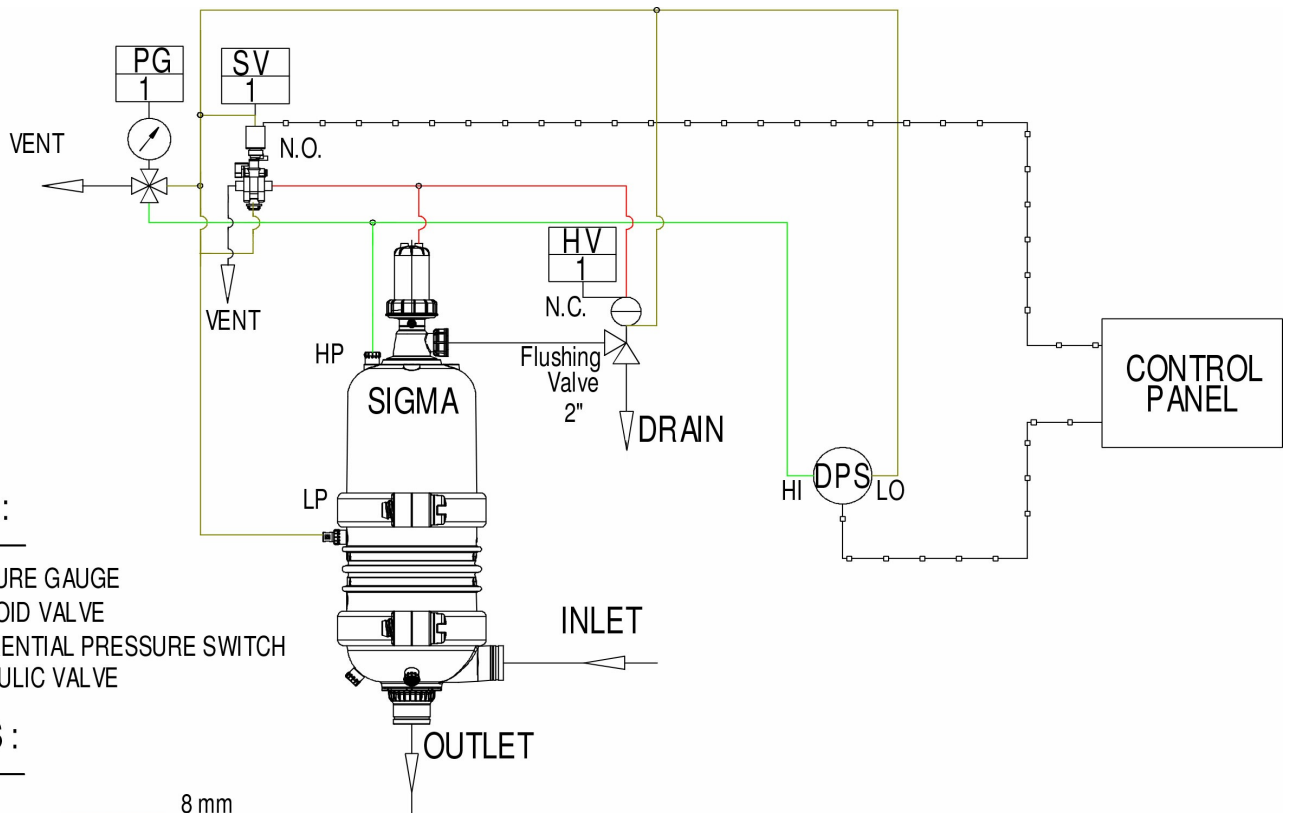 PG
1
SV
1
VENT
N.O.
VENT
HV
1
N.C.
HP
Flushing
Valve
2"
SIGMA
DRAIN
CONTROL
PANEL
HI
DPS
LO
LP
:
URE GAUGE
OID VALVE
RENTIAL PRESSURE SWITCH
ULIC VALVE
INLET
S :
OUTLET
8 mm